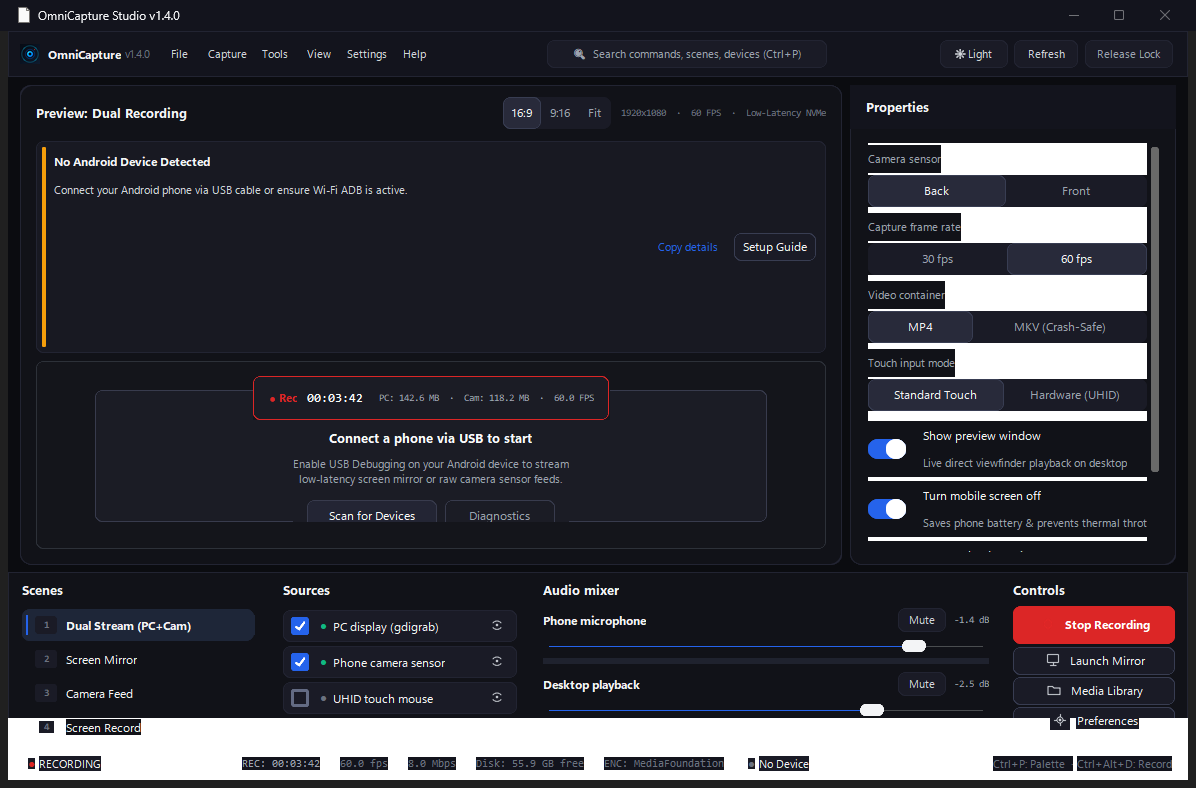 OmniCapture Studio v1.4.0
OmniCapture v1.4.0 File Capture Tools View Settings Help Search commands, scenes, devices (Ctrl+P) Light Refresh Release Lock
Preview: Dual Recording 16:9 9:16 Fit 1920x1080 · 60 FPS · Low-Latency NVMe
No Android Device Detected
Connect your Android phone via USB cable or ensure Wi-Fi ADB is active.
Copy details Setup Guide
Rec 00:03:42 PC: 142.6 MB · Cam: 118.2 MB · 60.0 FPS
Connect a phone via USB to start
Enable USB Debugging on your Android device to stream
low-latency screen mirror or raw camera sensor feeds.
Scan for Devices Diagnostics
Properties
Camera sensor
Back Front
Capture frame rate
30 fps 60 fps
Video container
MP4 MKV (Crash-Safe)
Touch input mode
Standard Touch Hardware (UHID)
Show preview window
Live direct viewfinder playback on desktop
Turn mobile screen off
Saves phone battery & prevents thermal throt
Scenes
1 Dual Stream (PC+Cam)
2 Screen Mirror
3 Camera Feed
4 Screen Record
Sources
PC display (gdigrab)
Phone camera sensor
UHID touch mouse
Audio mixer
Phone microphone Mute -1.4 dB
Desktop playback Mute -2.5 dB
Controls
Stop Recording
Launch Mirror
Media Library
Preferences
RECORDING REC: 00:03:42 60.0 fps 8.0 Mbps Disk: 55.9 GB free ENC: MediaFoundation No Device Ctrl+P: Palette · Ctrl+Alt+D: Record